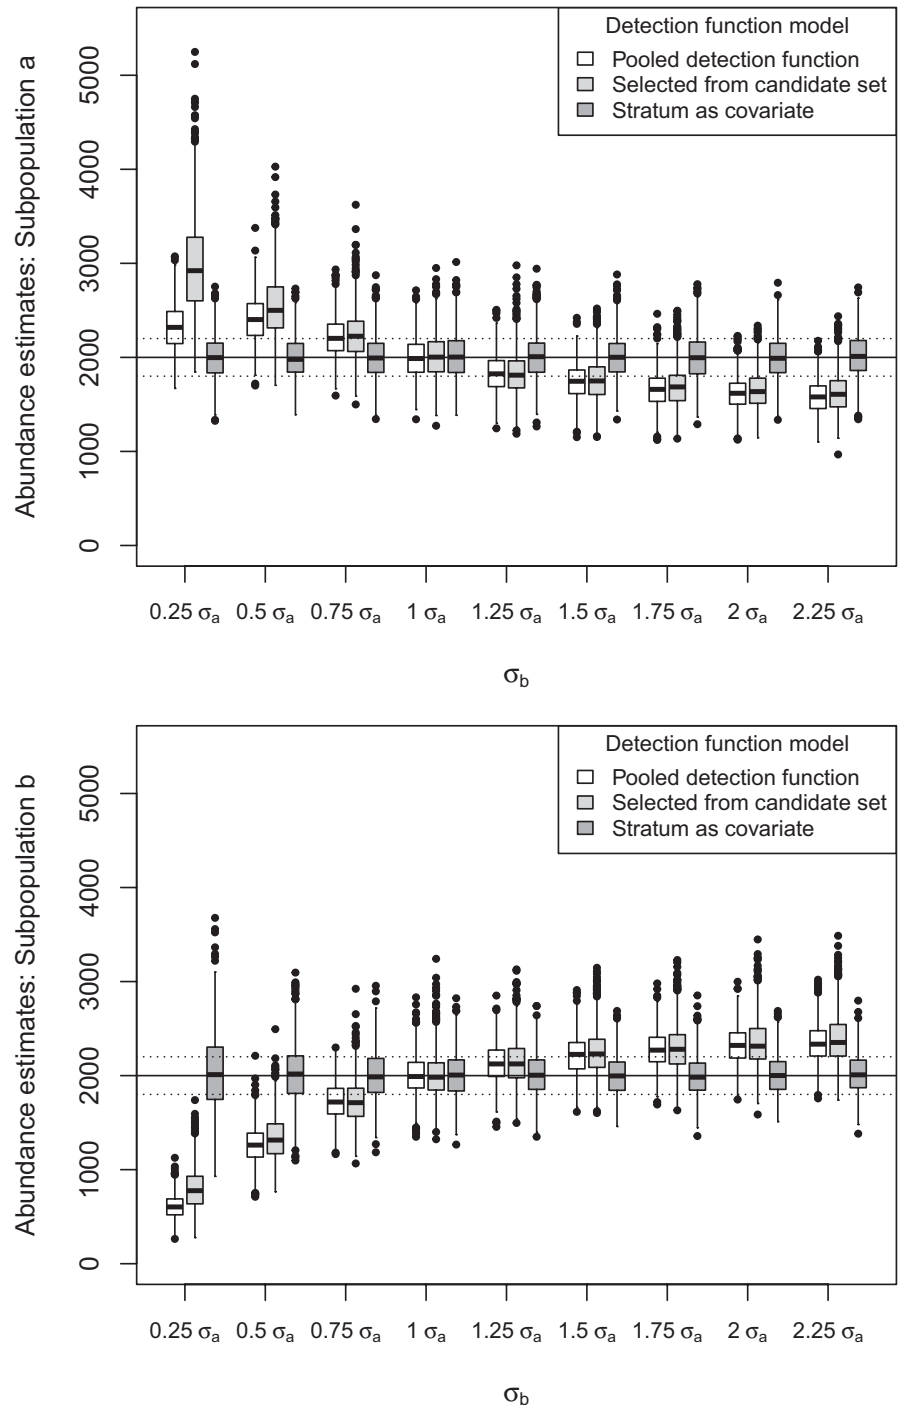 Abundance estimates: Subpopulation a
5000
4000
3000
2000
1000
0
Detection function model
Pooled detection function
Selected from candidate set
Stratum as covariate
0.25 σa 0.5 σa 0.75 σa 1 σa 1.25 σa 1.5 σa 1.75 σa 2 σa 2.25 σa
σb
Abundance estimates: Subpopulation b
5000
4000
3000
2000
1000
0
Detection function model
Pooled detection function
Selected from candidate set
Stratum as covariate
0.25 σa 0.5 σa 0.75 σa 1 σa 1.25 σa 1.5 σa 1.75 σa 2 σa 2.25 σa
σb